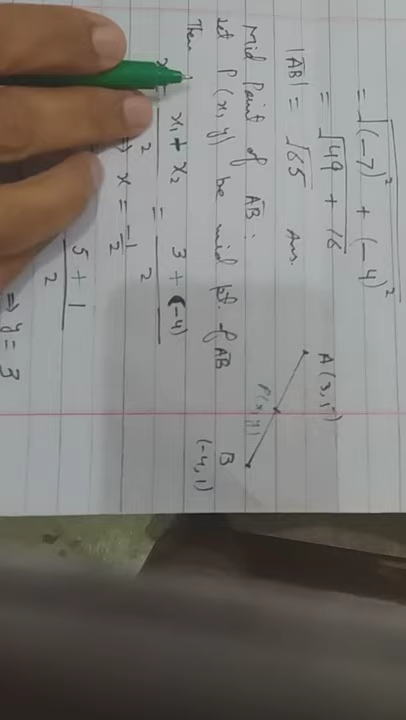 = √(-7)² + (-4)²
= √49 + 16
|AB| = √65 Ans.
Mid Point of AB :
Let P(x, y) be mid pt. of AB
Then
x₁ + x₂ / 2 = 3 + (-4) / 2
⇒ x = -1/2
5 + 1 / 2
⇒ y = 3
A(3,5)
P(x,y)
B
(-4,1)